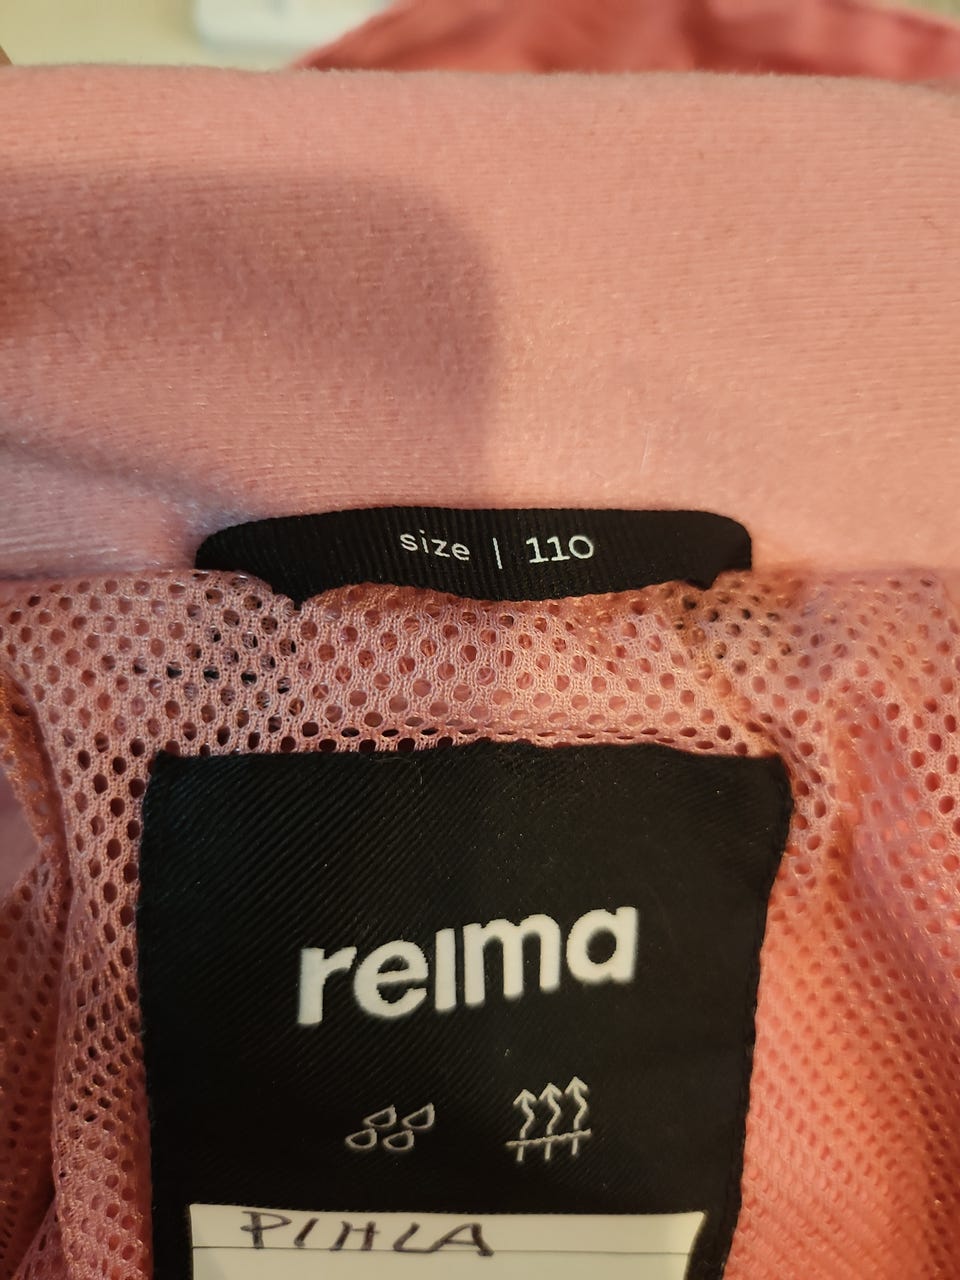 size | 110
reima
PIHLA